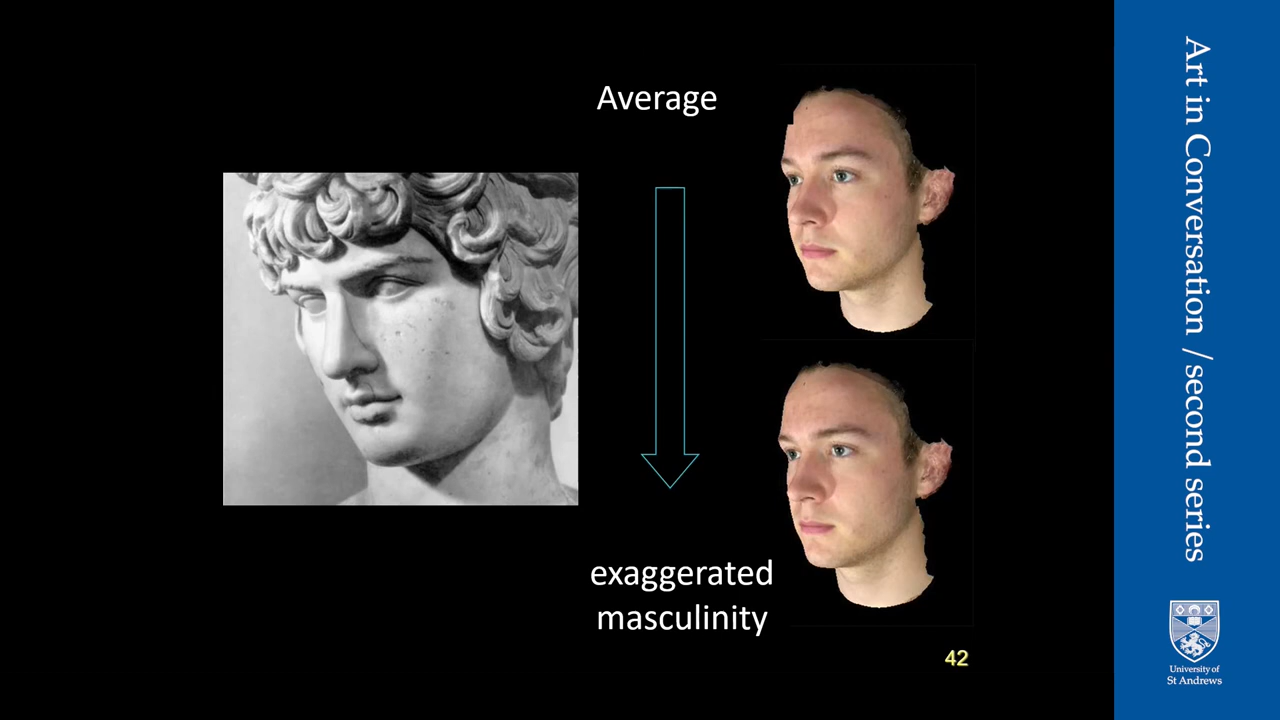 Average
exaggerated
masculinity
42
Art in Conversation / second series
University of
St Andrews